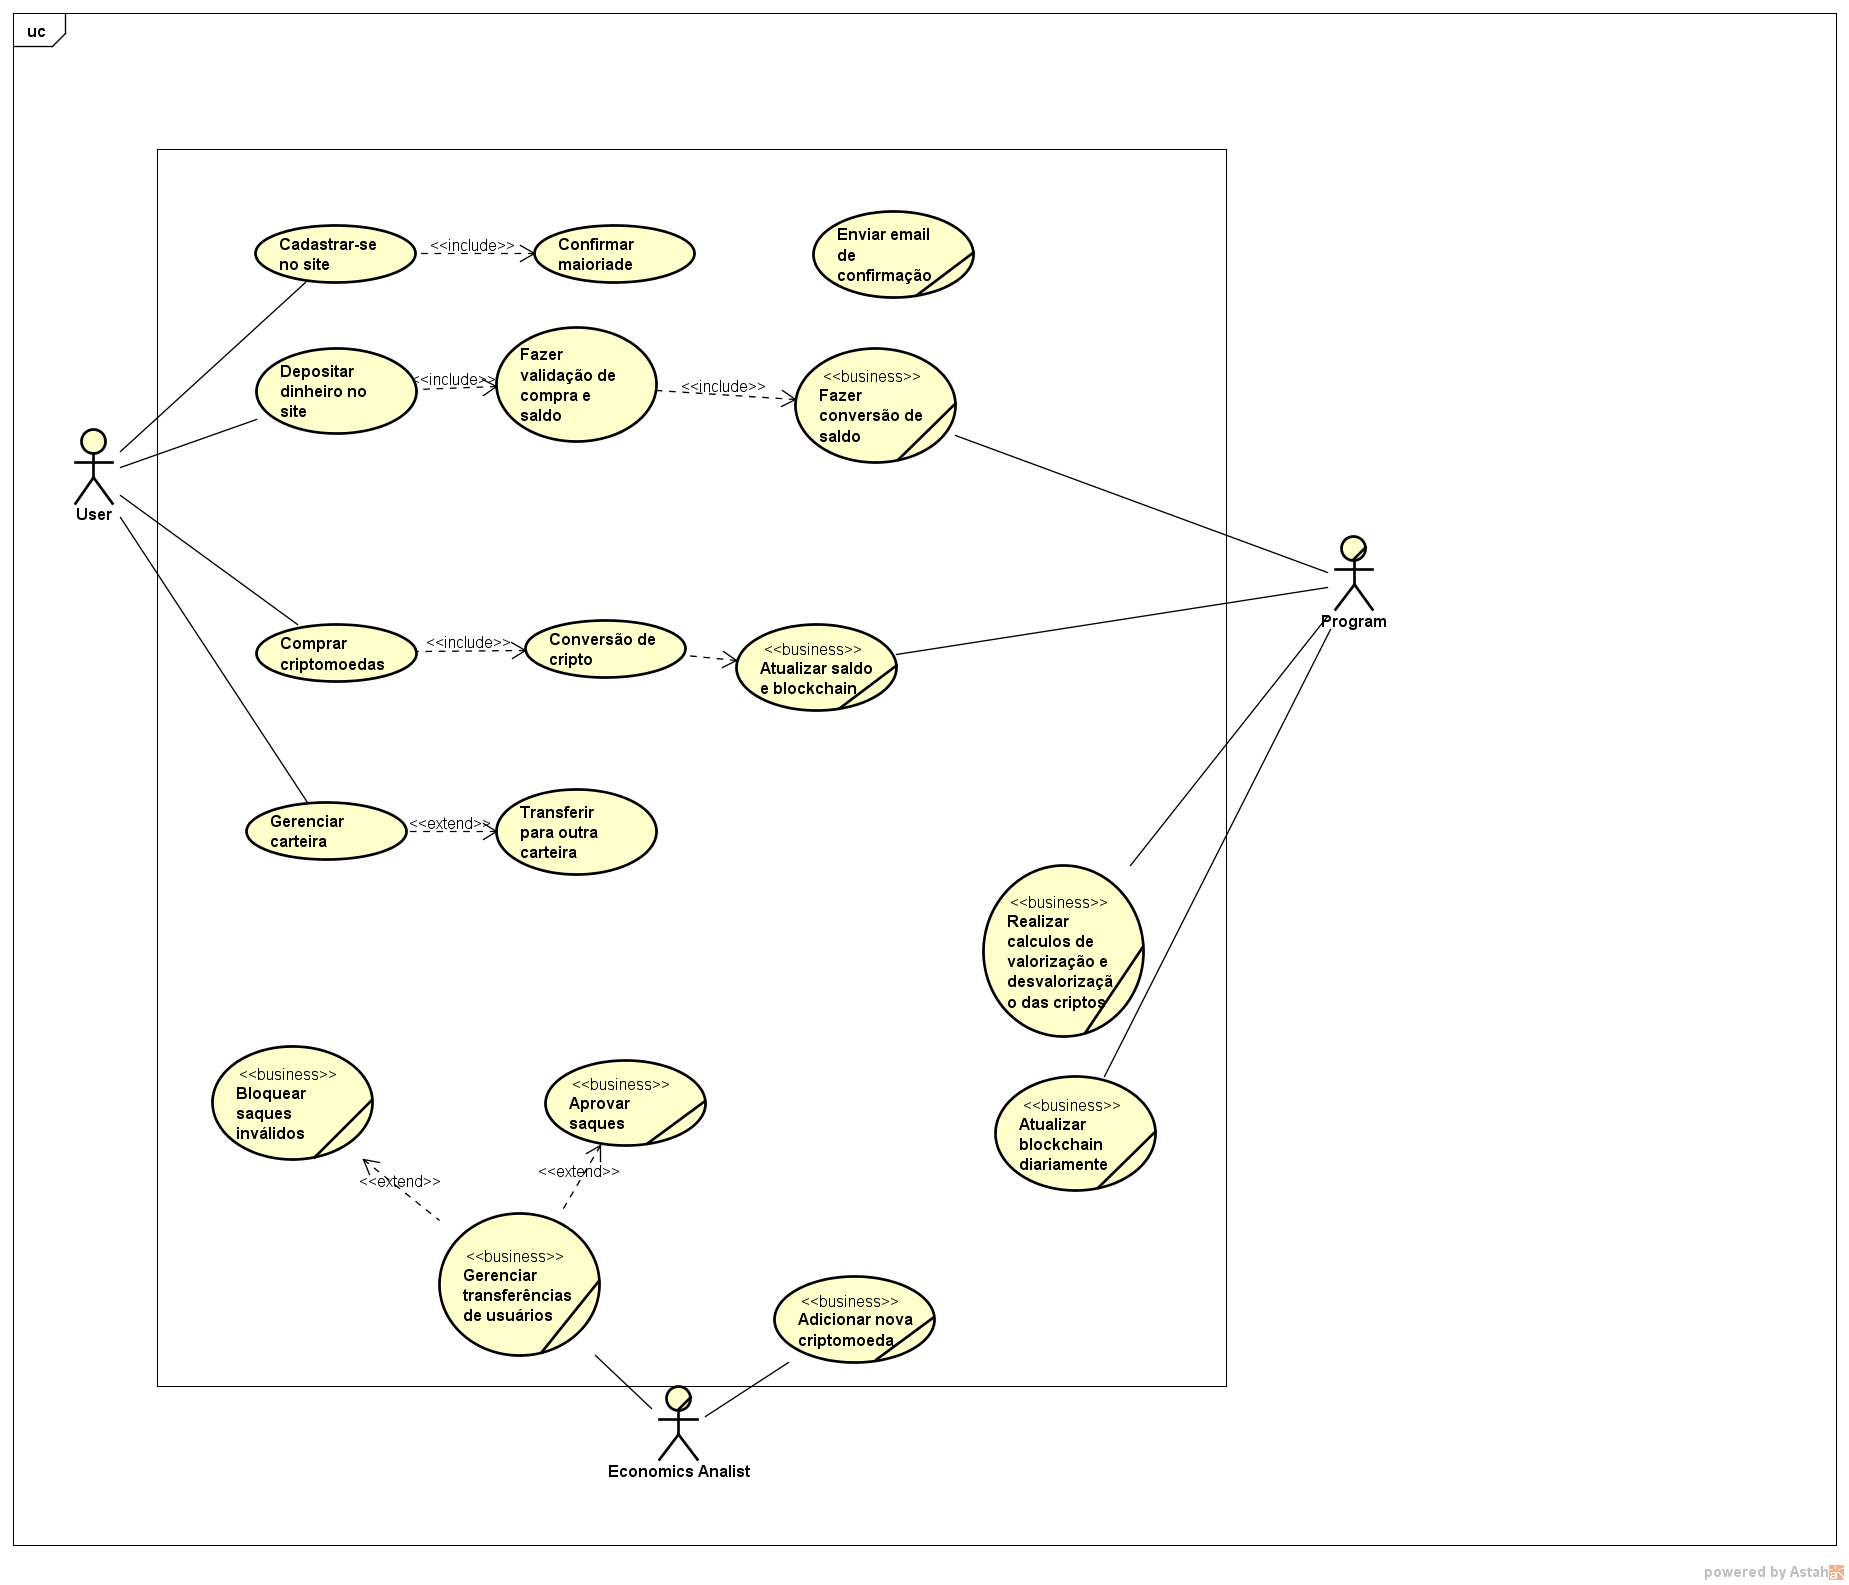 uc
Cadastrar-se
no site
<<include>>
Confirmar
maioriade
Enviar email
de
confirmação
Depositar
dinheiro no
site
<<include>>
Fazer
validação de
compra e
saldo
<<include>>
<<business>>
Fazer
conversão de
saldo
User
Program
Comprar
criptomoedas
<<include>>
Conversão de
cripto
<<business>>
Atualizar saldo
e blockchain
Gerenciar
carteira
<<extend>>
Transferir
para outra
carteira
<<business>>
Realizar
calculos de
valorização e
desvalorizaçã
o das criptos
<<business>>
Bloquear
saques
inválidos
<<business>>
Aprovar
saques
<<business>>
Atualizar
blockchain
diariamente
<<extend>>
<<extend>>
<<business>>
Gerenciar
transferências
de usuários
<<business>>
Adicionar nova
criptomoeda
Economics Analist
powered by Astah